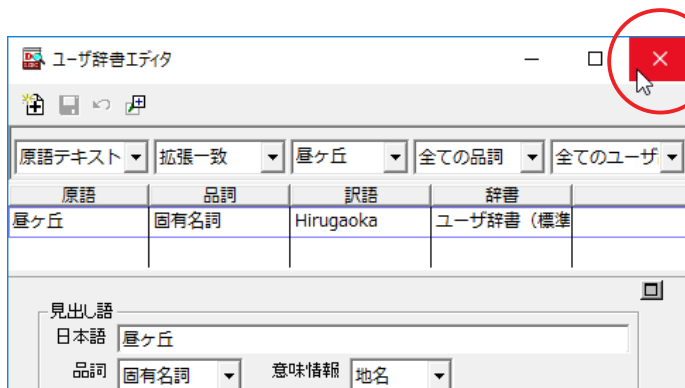 ユーザ辞書エディタ
原語テキスト 拡張一致 昼ヶ丘 全ての品詞 全てのユーザ
原語 品詞 訳語 辞書
昼ヶ丘 固有名詞 Hirugaoka ユーザ辞書（標準
見出し語
日本語 昼ヶ丘
品詞 固有名詞 意味情報 地名